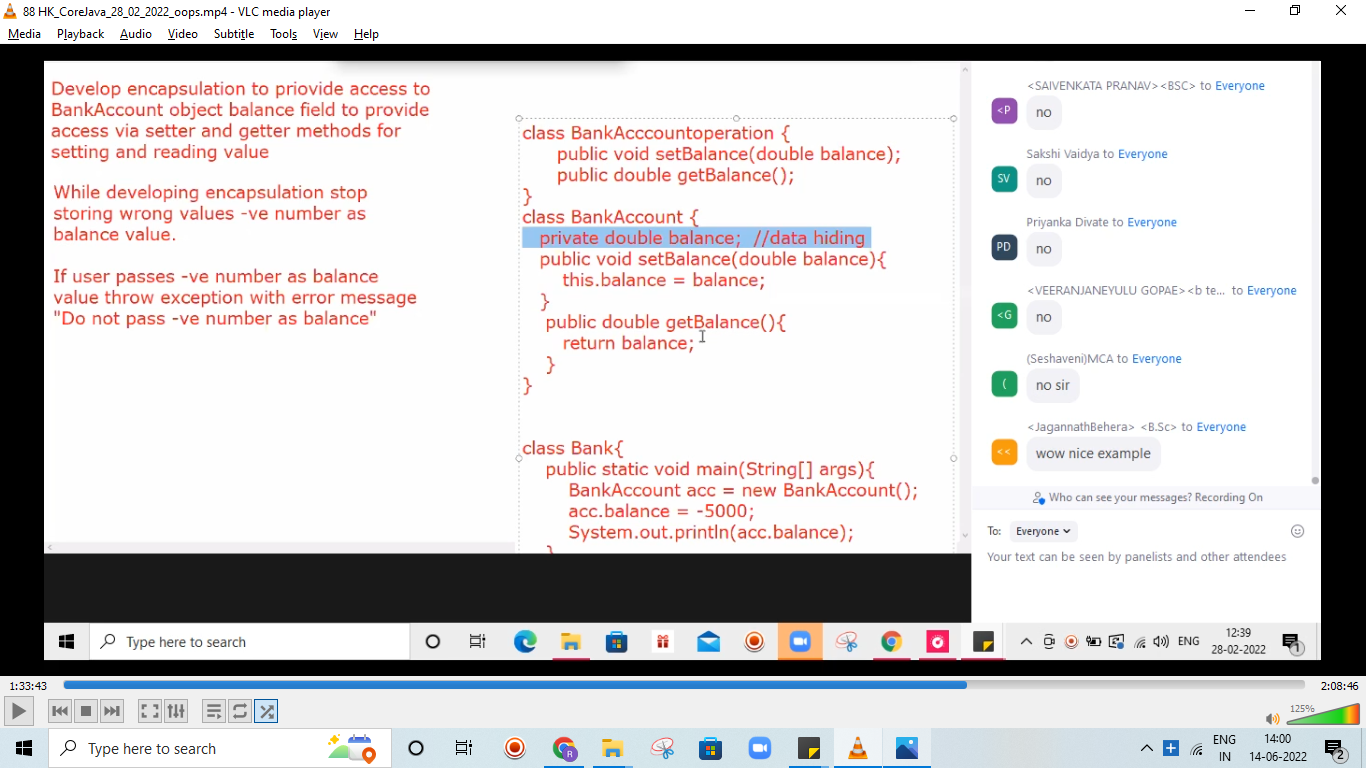 88 HK_CoreJava_28_02_2022_oops.mp4 - VLC media player
Media Playback Audio Video Subtitle Tools View Help
Develop encapsulation to priovide access to
BankAccount object balance field to provide
access via setter and getter methods for
setting and reading value
While developing encapsulation stop
storing wrong values -ve number as
balance value.
If user passes -ve number as balance
value throw exception with error message
"Do not pass -ve number as balance"
class BankAcccountoperation {
public void setBalance(double balance);
public double getBalance();
}
class BankAccount {
private double balance; //data hiding
public void setBalance(double balance){
this.balance = balance;
}
public double getBalance(){
return balance;
}
}
class Bank{
public static void main(String[] args){
BankAccount acc = new BankAccount();
acc.balance = -5000;
System.out.println(acc.balance);
}
<SAIVENKATA PRANAV><BSC> to Everyone
<P
no
Sakshi Vaidya to Everyone
SV
no
Priyanka Divate to Everyone
PD
no
<VEERANJANEYULU GOPAE><b te... to Everyone
<G
no
(Seshaveni)MCA to Everyone
(
no sir
<JagannathBehera> <B.Sc> to Everyone
<<
wow nice example
Who can see your messages? Recording On
To: Everyone
Your text can be seen by panelists and other attendees
Type here to search
ENG
12:39
28-02-2022
1
1:33:43
2:08:46
125%
Type here to search
R
ENG
IN
14:00
14-06-2022
2